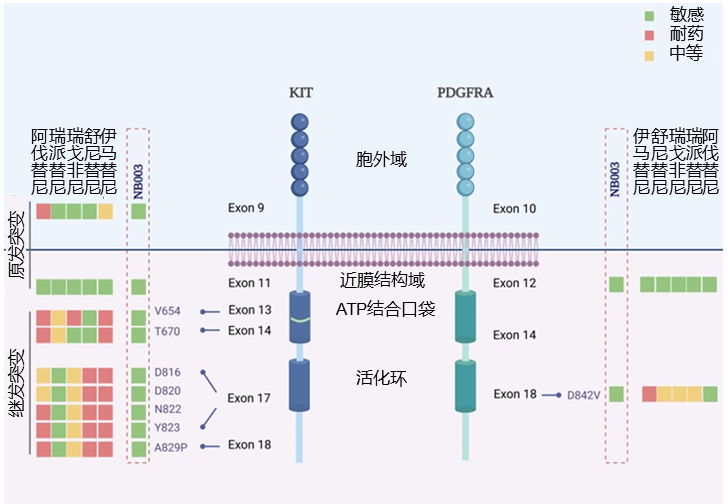 敏感
耐药
中等
KIT
PDGFRA
阿伐替尼
瑞派替尼
瑞戈非尼
舒尼替尼
伊马替尼
NB003
胞外域
NB003
伊马替尼
舒尼替尼
瑞戈非尼
瑞派替尼
阿伐替尼
原发突变
Exon 9
Exon 10
Exon 11
近膜结构域
Exon 12
继发突变
V654
Exon 13
ATP结合口袋
T670
Exon 14
Exon 14
D816
活化环
D820
Exon 17
Exon 18
D842V
N822
Y823
A829P
Exon 18